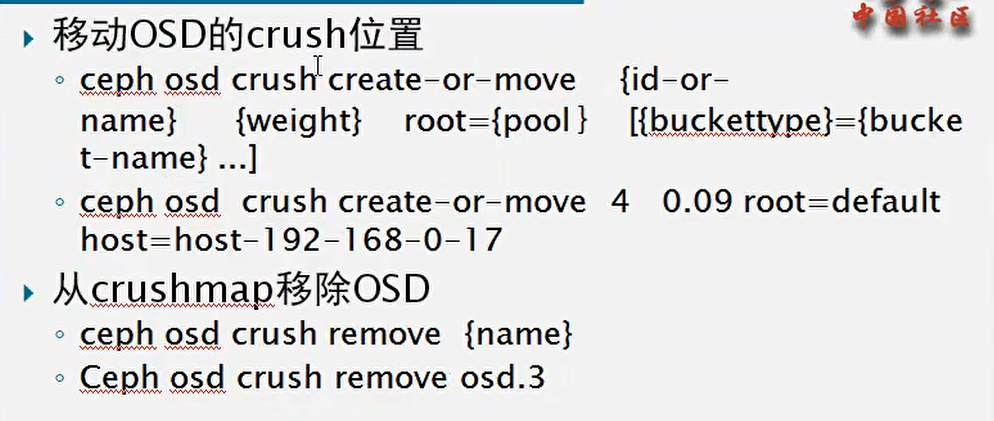 中国社区
移动OSD的crush位置
ceph osd crush create-or-move {id-or-
name} {weight} root={pool} [{buckettype}={bucke
t-name} ...]
ceph osd crush create-or-move 4 0.09 root=default
host=host-192-168-0-17
从crushmap移除OSD
ceph osd crush remove {name}
Ceph osd crush remove osd.3